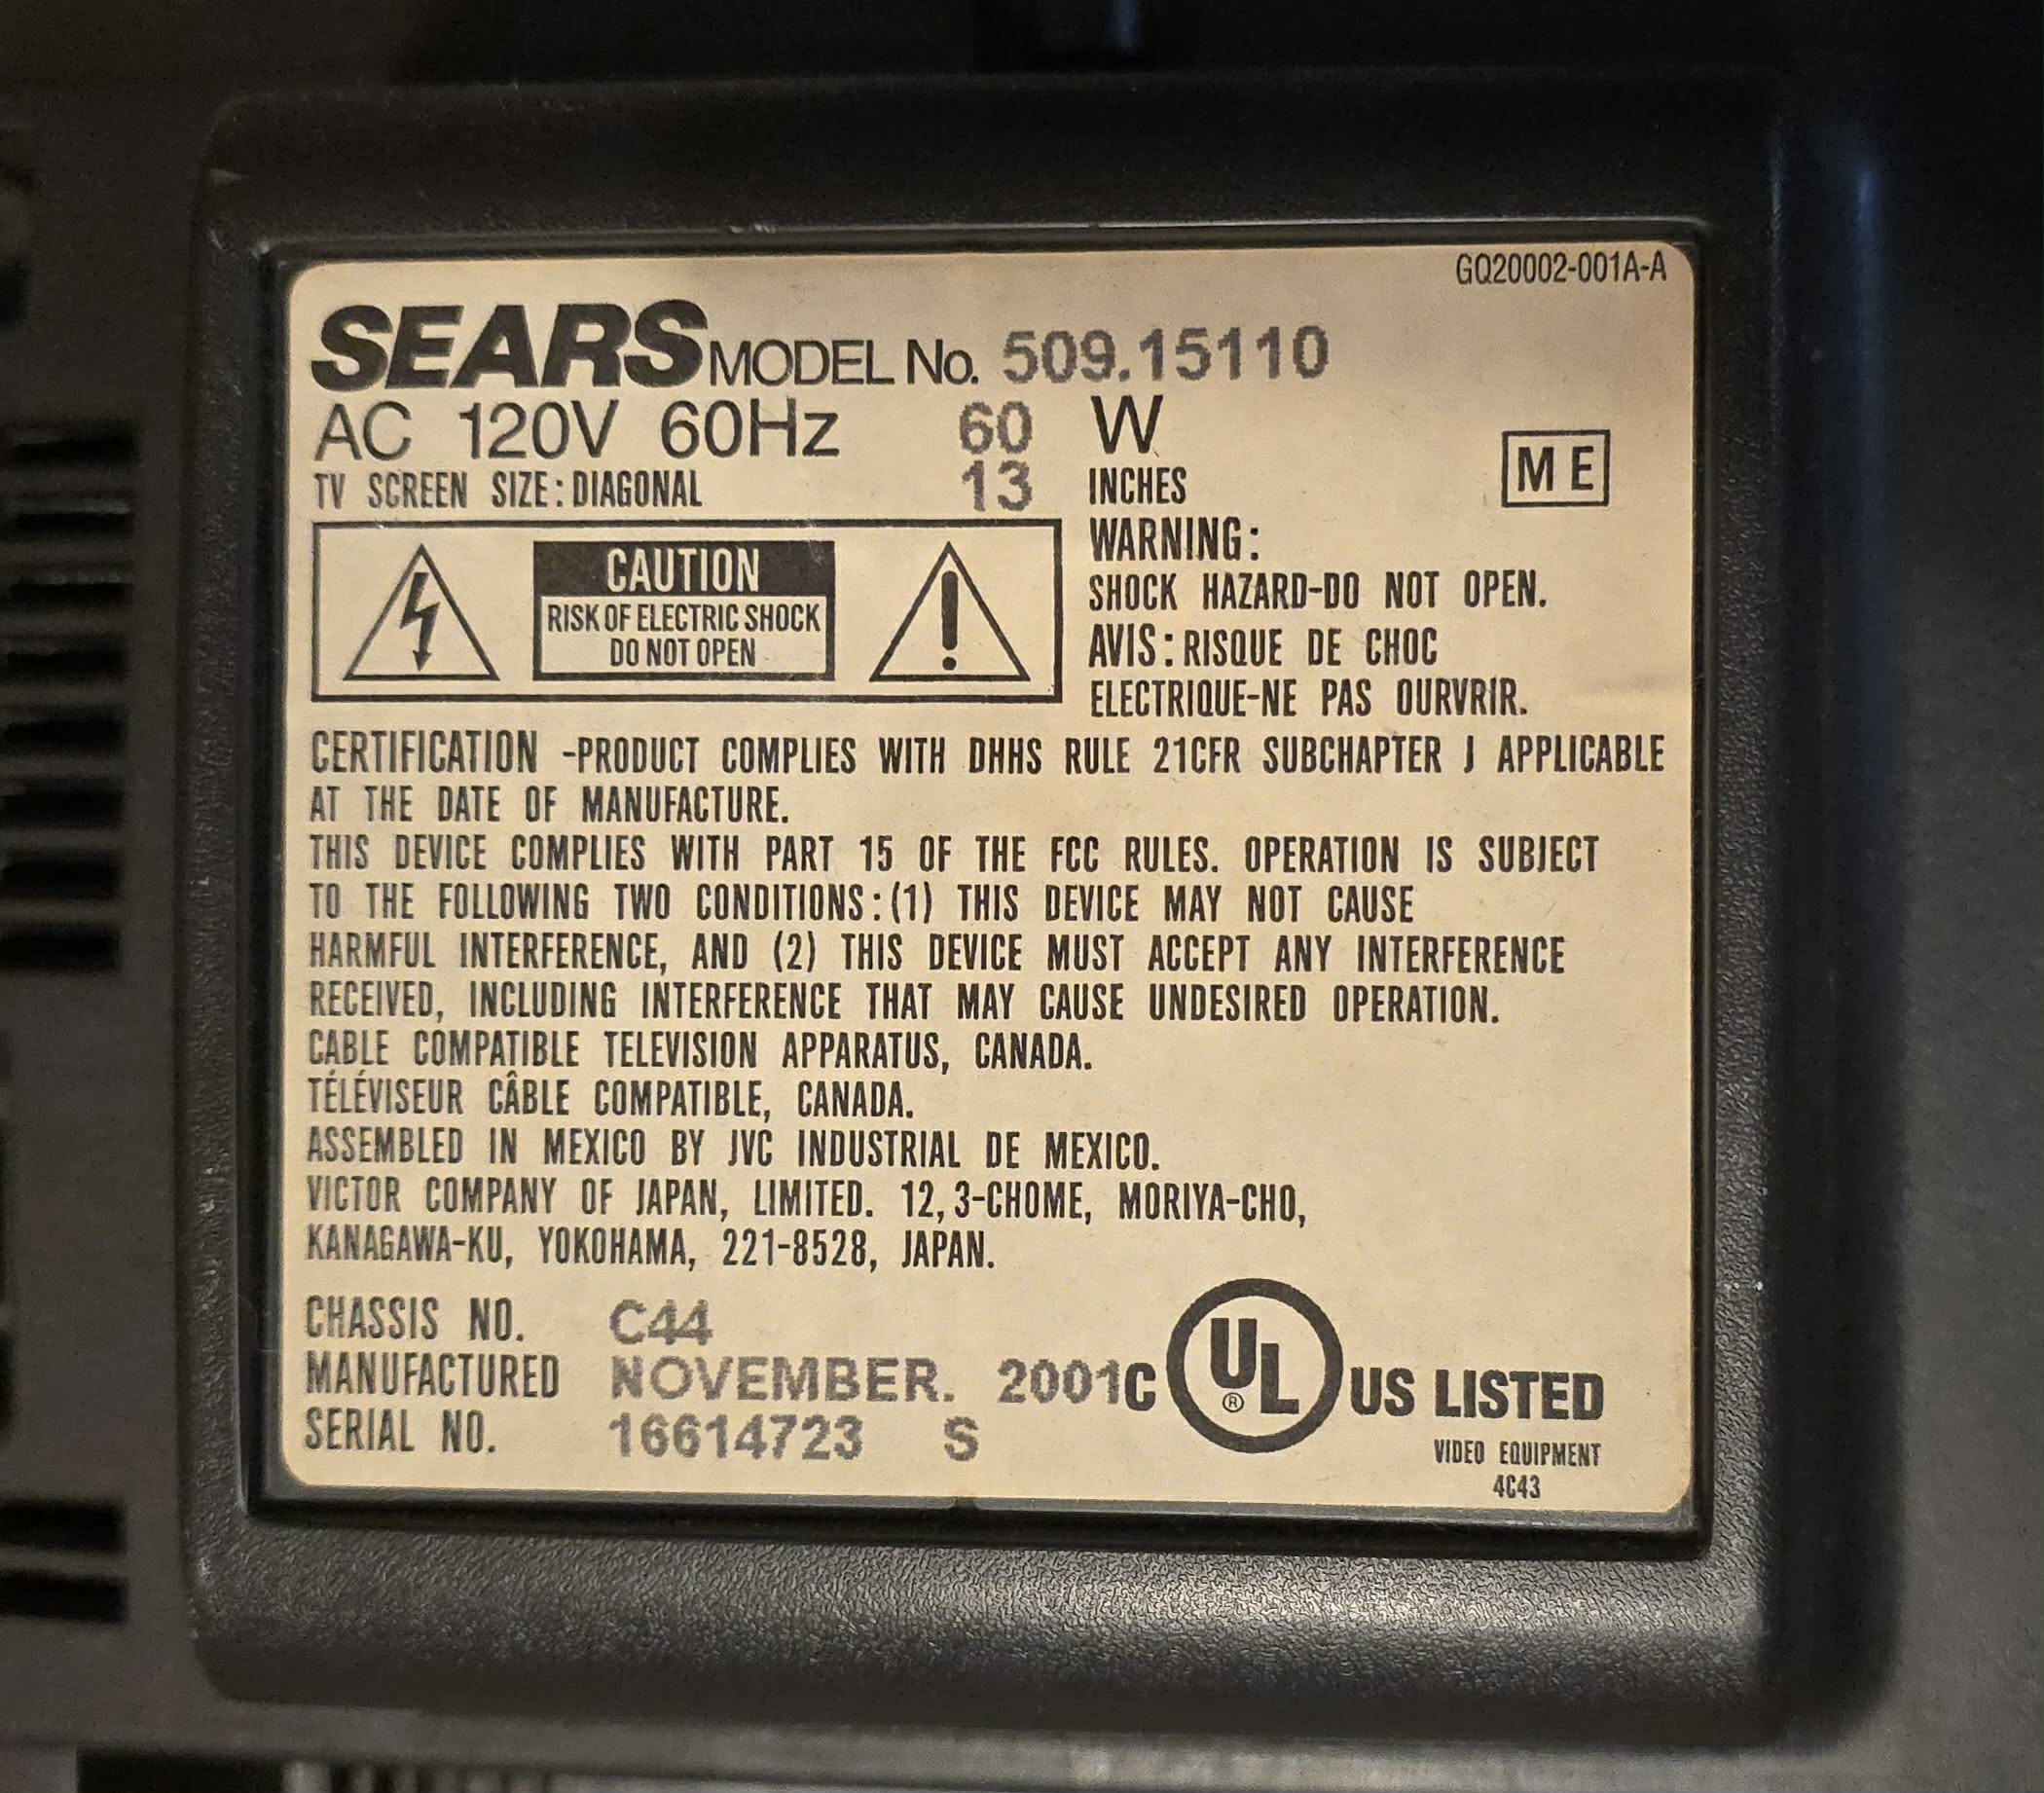 GQ20002-001A-A
SEARS MODEL No. 509.15110
AC 120V 60Hz 60 W
TV SCREEN SIZE: DIAGONAL 13 INCHES
ME
CAUTION
RISK OF ELECTRIC SHOCK
DO NOT OPEN
WARNING:
SHOCK HAZARD-DO NOT OPEN.
AVIS: RISQUE DE CHOC
ELECTRIQUE-NE PAS OURVRIR.
CERTIFICATION -PRODUCT COMPLIES WITH DHHS RULE 21CFR SUBCHAPTER J APPLICABLE
AT THE DATE OF MANUFACTURE.
THIS DEVICE COMPLIES WITH PART 15 OF THE FCC RULES. OPERATION IS SUBJECT
TO THE FOLLOWING TWO CONDITIONS: (1) THIS DEVICE MAY NOT CAUSE
HARMFUL INTERFERENCE, AND (2) THIS DEVICE MUST ACCEPT ANY INTERFERENCE
RECEIVED, INCLUDING INTERFERENCE THAT MAY CAUSE UNDESIRED OPERATION.
CABLE COMPATIBLE TELEVISION APPARATUS, CANADA.
TÉLÉVISEUR CÂBLE COMPATIBLE, CANADA.
ASSEMBLED IN MEXICO BY JVC INDUSTRIAL DE MEXICO.
VICTOR COMPANY OF JAPAN, LIMITED. 12, 3-CHOME, MORIYA-CHO,
KANAGAWA-KU, YOKOHAMA, 221-8528, JAPAN.
CHASSIS NO. C44
MANUFACTURED NOVEMBER. 2001
SERIAL NO. 16614723 S
C UL ® US LISTED
VIDEO EQUIPMENT
4C43